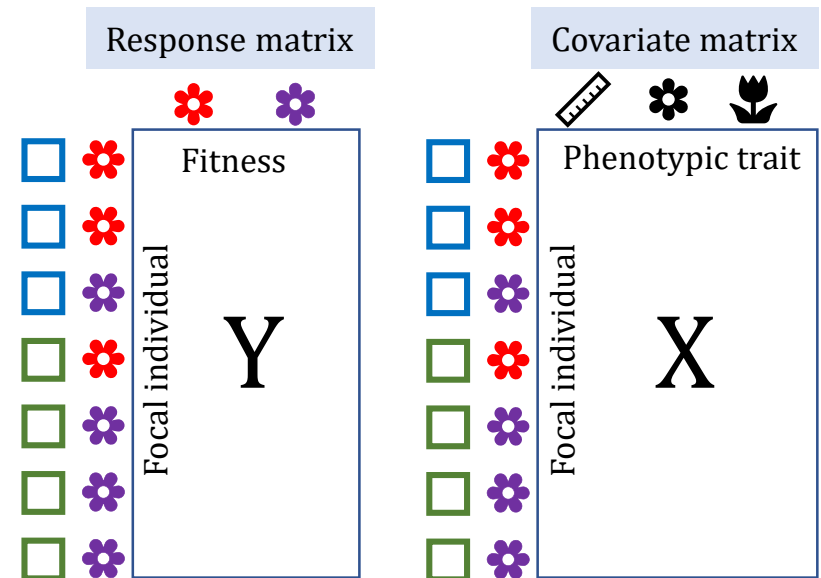 Response matrix
Fitness
Focal individual
Y
Covariate matrix
Phenotypic trait
Focal individual
X